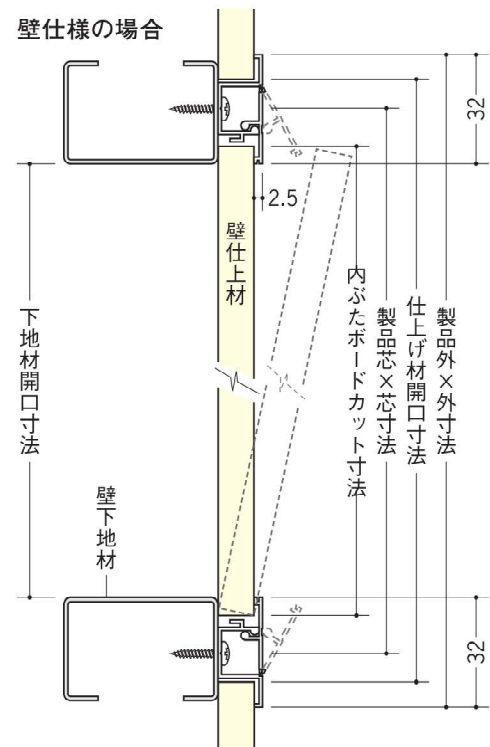 壁仕様の場合
32
2.5
壁仕上材
下地材開口寸法
内ぶたボードカット寸法
製品芯×芯寸法
仕上げ材開口寸法
製品外×外寸法
壁下地材
32